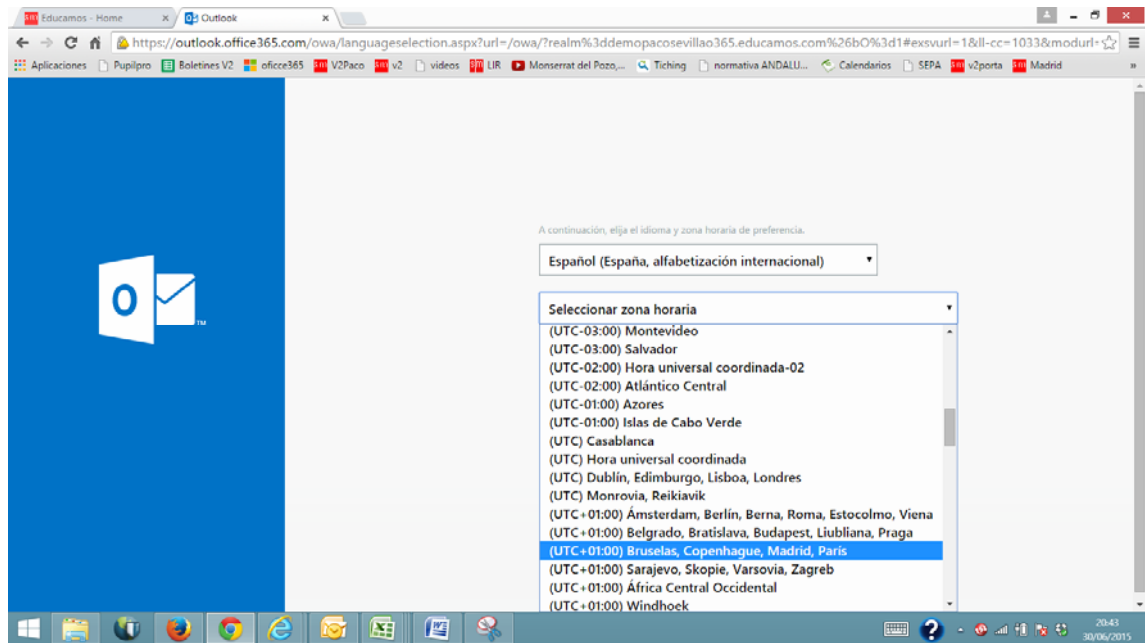 Educamos - Home
Outlook
https://outlook.office365.com/owa/languageselection.aspx?url=/owa/?realm%3ddemopacosevillao365.educamos.com%26bO%3d1#exsvurl=1&ll-cc=1033&modurl=
Aplicaciones Pupilpro Boletines V2 oficce365 V2Paco v2 videos LIR Monserrat del Pozo,... Tiching normativa ANDALU... Calendarios SEPA v2porta Madrid »
A continuación, elija el idioma y zona horaria de preferencia.
Español (España, alfabetización internacional)
Seleccionar zona horaria
(UTC-03:00) Montevideo
(UTC-03:00) Salvador
(UTC-02:00) Hora universal coordinada-02
(UTC-02:00) Atlántico Central
(UTC-01:00) Azores
(UTC-01:00) Islas de Cabo Verde
(UTC) Casablanca
(UTC) Hora universal coordinada
(UTC) Dublín, Edimburgo, Lisboa, Londres
(UTC) Monrovia, Reikiavik
(UTC+01:00) Ámsterdam, Berlín, Berna, Roma, Estocolmo, Viena
(UTC+01:00) Belgrado, Bratislava, Budapest, Liubliana, Praga
(UTC+01:00) Bruselas, Copenhague, Madrid, París
(UTC+01:00) Sarajevo, Skopie, Varsovia, Zagreb
(UTC+01:00) África Central Occidental
(UTC+01:00) Windhoek
20:43
30/06/2015